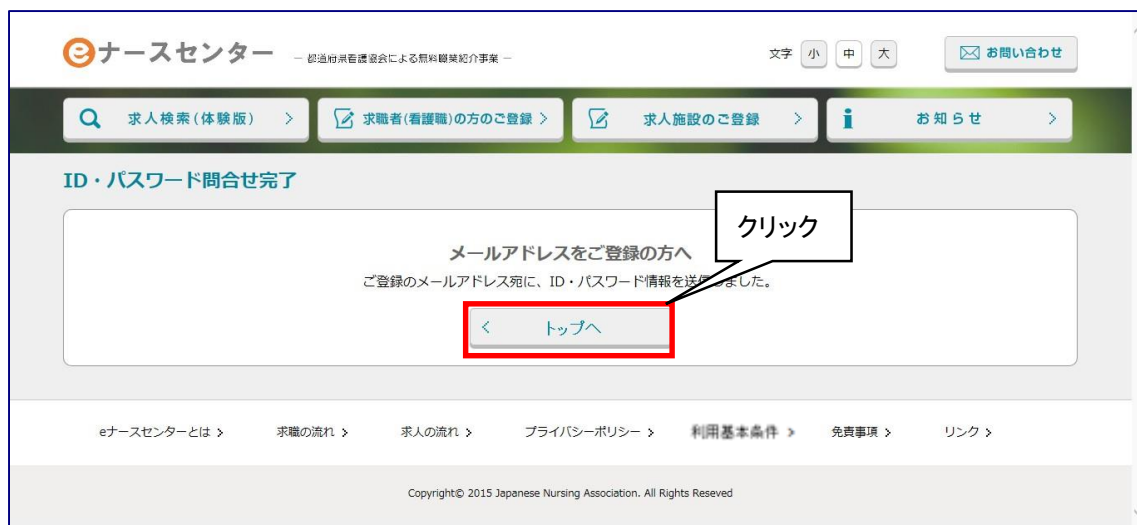 eナースセンター － 都道府県看護協会による無料職業紹介事業 － 文字 小 中 大 お問い合わせ
求人検索(体験版) 求職者(看護職)の方のご登録 求人施設のご登録 お知らせ
ID・パスワード問合せ完了
クリック
メールアドレスをご登録の方へ
ご登録のメールアドレス宛に、ID・パスワード情報を送信しました。
トップへ
eナースセンターとは 求職の流れ 求人の流れ プライバシーポリシー 利用基本条件 免責事項 リンク
Copyright© 2015 Japanese Nursing Association. All Rights Reseved